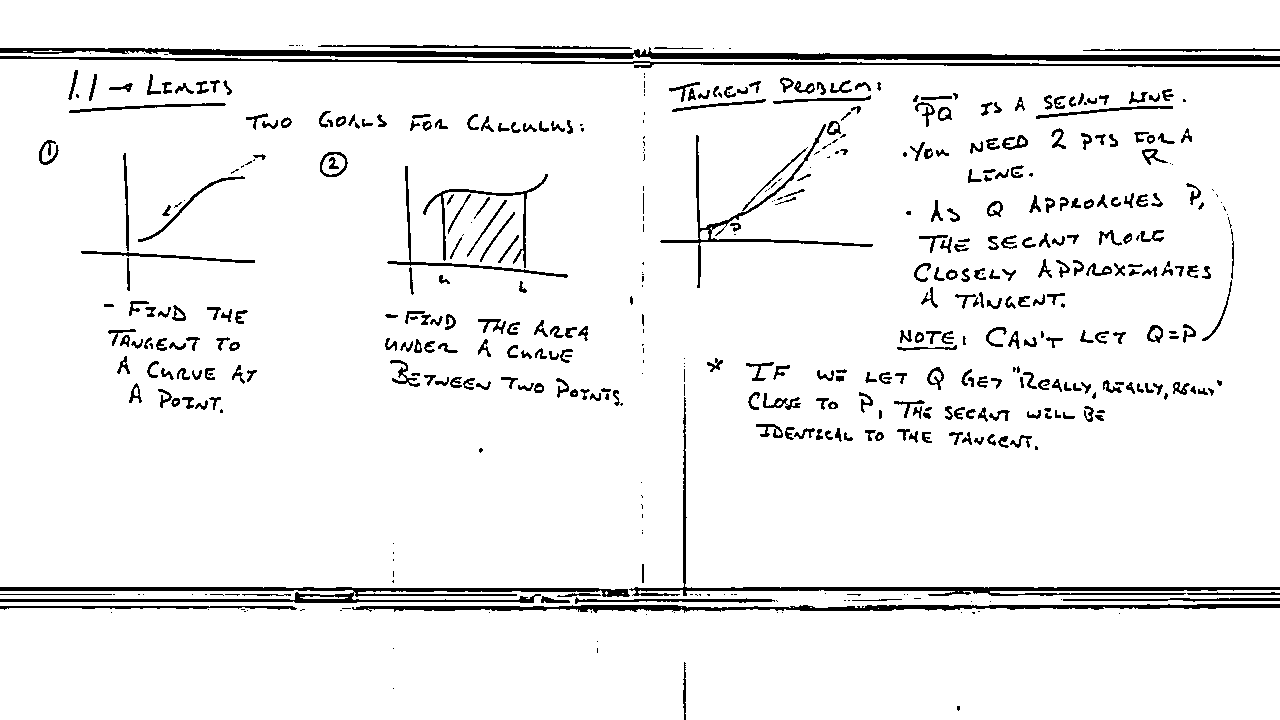 1.1 → LIMITS
TWO GOALS FOR CALCULUS:
①
- FIND THE
TANGENT TO
A CURVE AT
A POINT.
②
a b
- FIND THE AREA
UNDER A CURVE
BETWEEN TWO POINTS.
TANGENT PROBLEM:
Q
P
"PQ" IS A SECANT LINE.
· YOU NEED 2 PTS FOR A
LINE.
· AS Q APPROACHES P,
THE SECANT MORE
CLOSELY APPROXIMATES
A TANGENT.
NOTE: CAN'T LET Q=P
* IF WE LET Q GET "REALLY, REALLY, REALLY"
CLOSE TO P, THE SECANT WILL BE
IDENTICAL TO THE TANGENT.